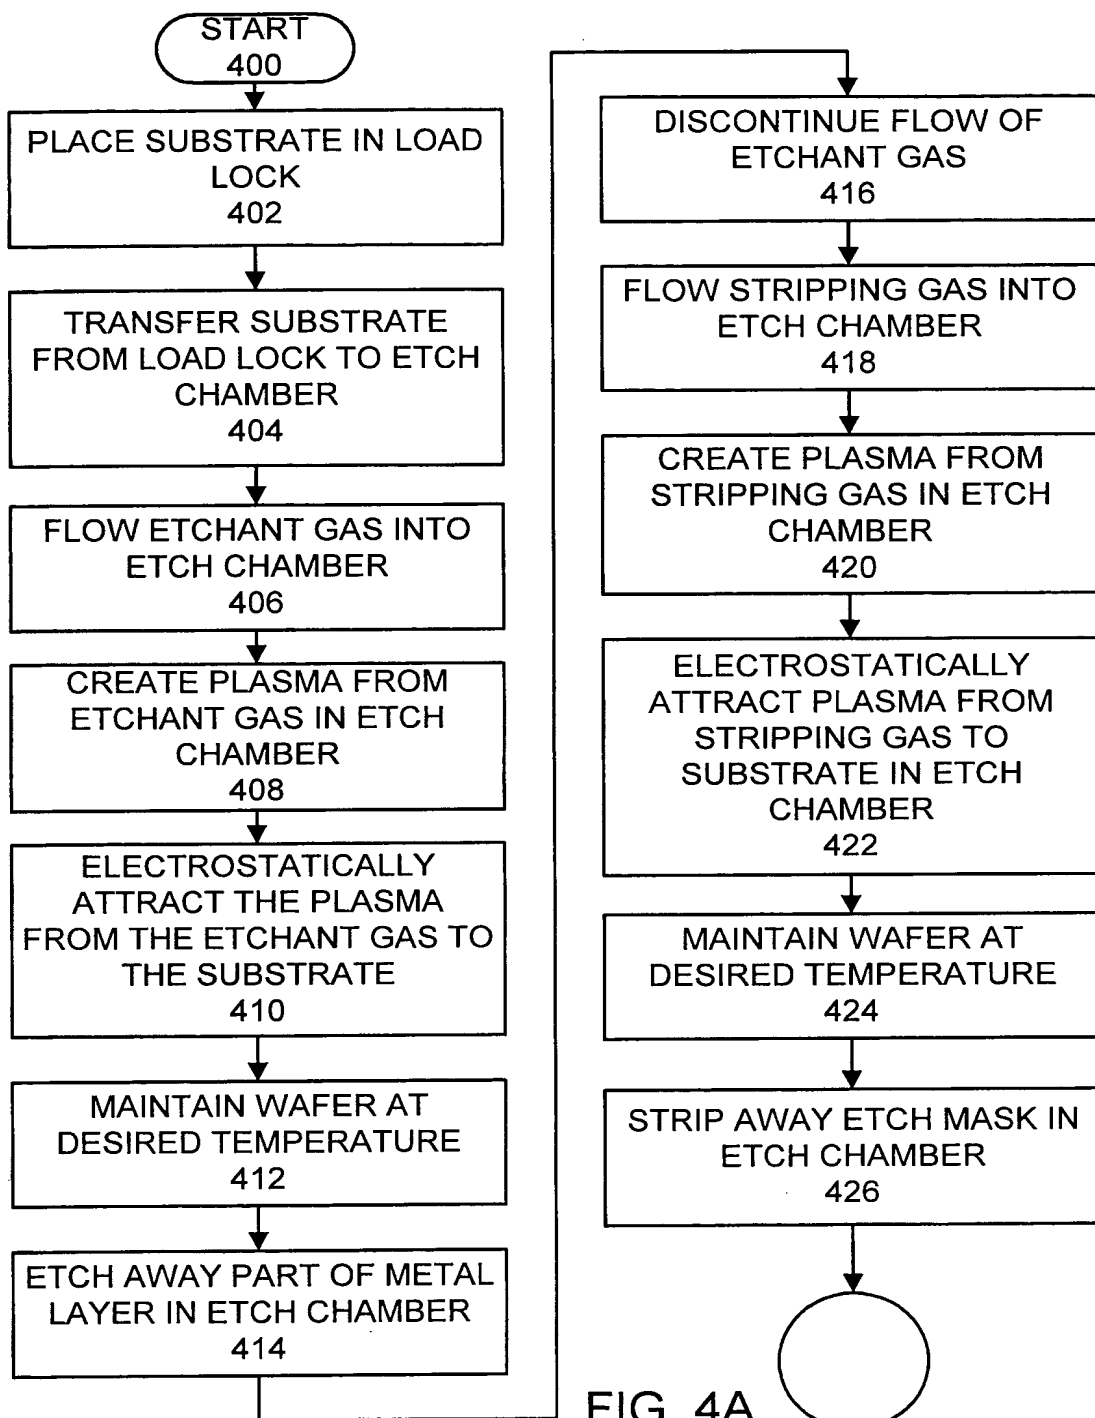 START
400
PLACE SUBSTRATE IN LOAD
LOCK
402
TRANSFER SUBSTRATE
FROM LOAD LOCK TO ETCH
CHAMBER
404
FLOW ETCHANT GAS INTO
ETCH CHAMBER
406
CREATE PLASMA FROM
ETCHANT GAS IN ETCH
CHAMBER
408
ELECTROSTATICALLY
ATTRACT THE PLASMA
FROM THE ETCHANT GAS TO
THE SUBSTRATE
410
MAINTAIN WAFER AT
DESIRED TEMPERATURE
412
ETCH AWAY PART OF METAL
LAYER IN ETCH CHAMBER
414
DISCONTINUE FLOW OF
ETCHANT GAS
416
FLOW STRIPPING GAS INTO
ETCH CHAMBER
418
CREATE PLASMA FROM
STRIPPING GAS IN ETCH
CHAMBER
420
ELECTROSTATICALLY
ATTRACT PLASMA FROM
STRIPPING GAS TO
SUBSTRATE IN ETCH
CHAMBER
422
MAINTAIN WAFER AT
DESIRED TEMPERATURE
424
STRIP AWAY ETCH MASK IN
ETCH CHAMBER
426
FIG. 4A